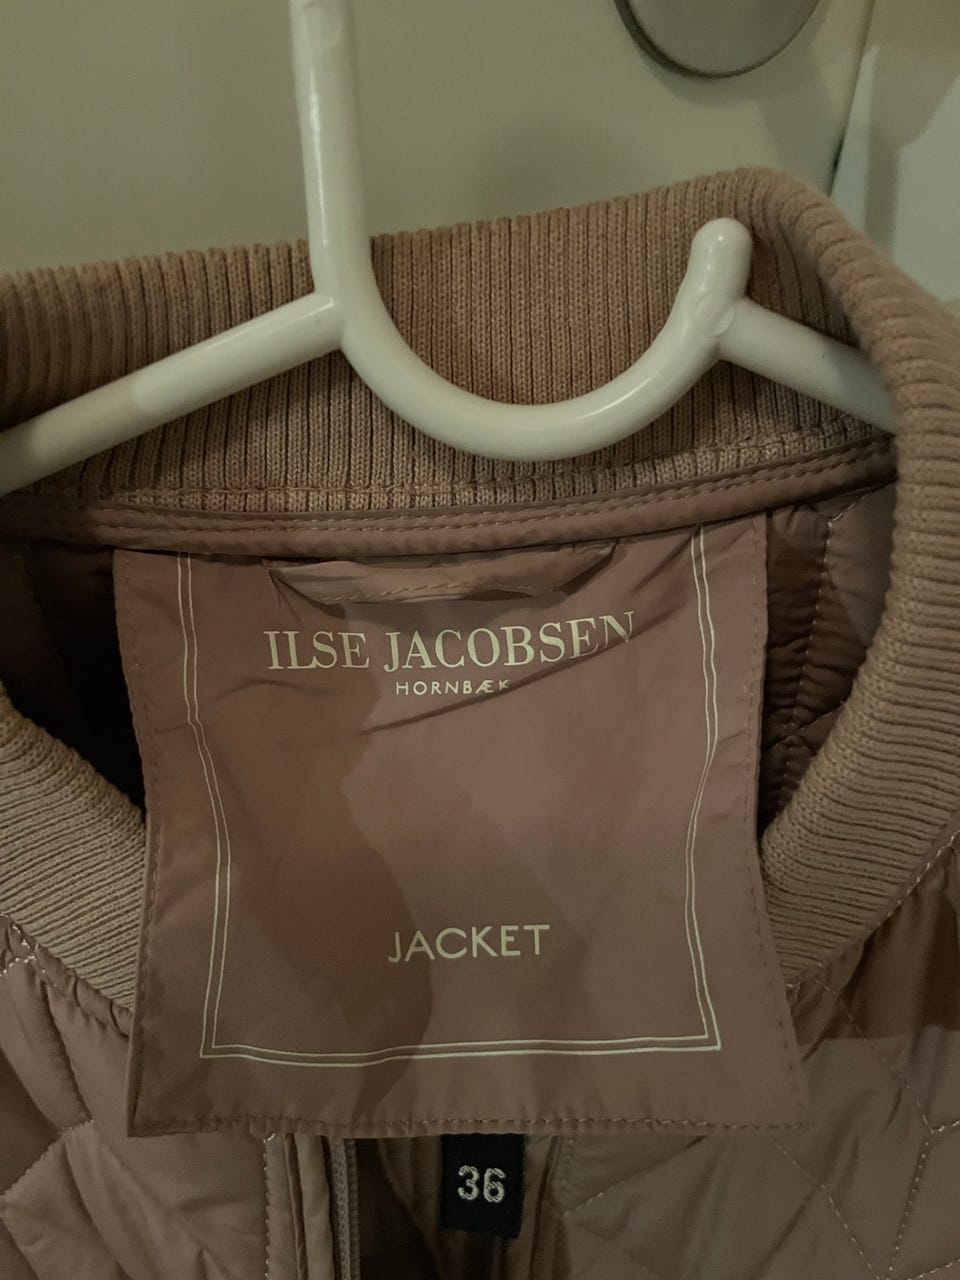 ILSE JACOBSEN
HORNBÆK
JACKET
36